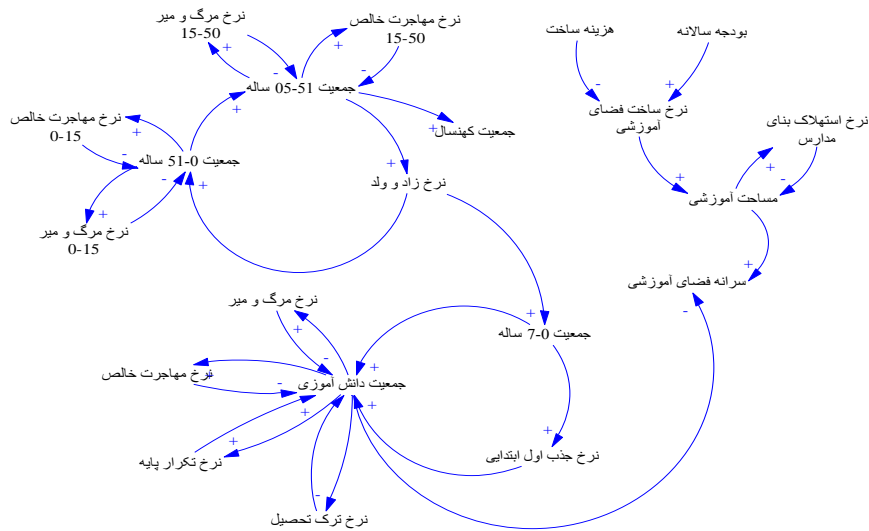 نرخ مرگ و میر
15-50
نرخ مهاجرت خالص
15-50
هزینه ساخت
بودجه سالانه
جمعیت 05-51 ساله
نرخ مهاجرت خالص
0-15
جمعیت کهنسال
نرخ ساخت فضای
آموزشی
نرخ استهلاک بنای
مدارس
جمعیت 0-51 ساله
نرخ زاد و ولد
مساحت آموزشی
نرخ مرگ و میر
0-15
سرانه فضای آموزشی
نرخ مرگ و میر
جمعیت 0-7 ساله
نرخ مهاجرت خالص
جمعیت دانش آموزی
نرخ تکرار پایه
نرخ جذب اول ابتدایی
نرخ ترک تحصیل